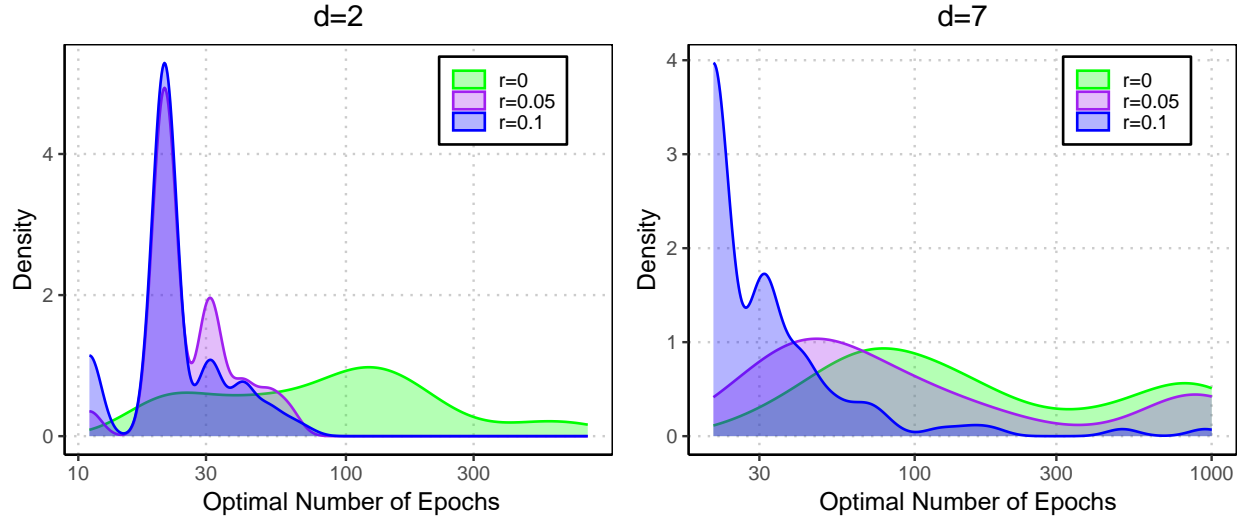 d=2
r=0
r=0.05
r=0.1
Density
4
2
0
10
30
100
300
Optimal Number of Epochs
d=7
r=0
r=0.05
r=0.1
Density
4
3
2
1
0
30
100
300
1000
Optimal Number of Epochs